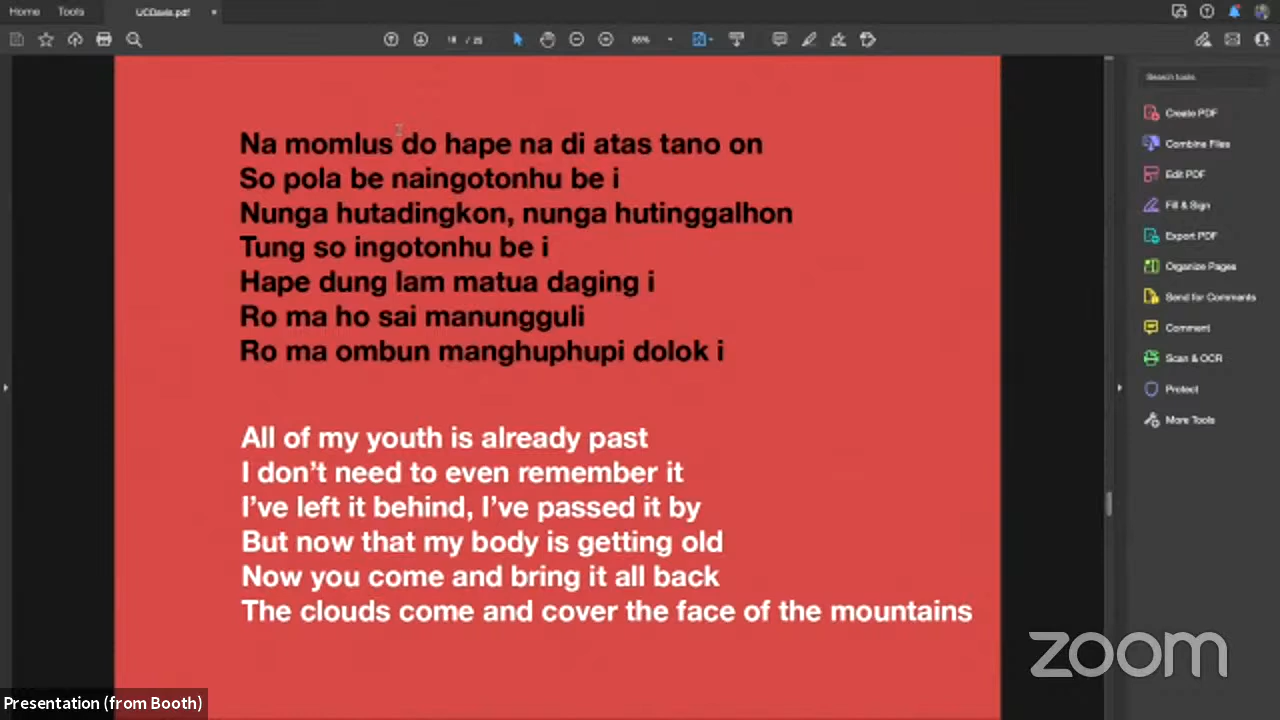 Home Tools UCDavis.pdf
18 / 25
Na momlus do hape na di atas tano on
So pola be naingotonhu be i
Nunga hutadingkon, nunga hutinggalhon
Tung so ingotonhu be i
Hape dung lam matua daging i
Ro ma ho sai manungguli
Ro ma ombun manghuphupi dolok i
All of my youth is already past
I don't need to even remember it
I've left it behind, I've passed it by
But now that my body is getting old
Now you come and bring it all back
The clouds come and cover the face of the mountains
Search tools
Create PDF
Combine Files
Edit PDF
Fill & Sign
Export PDF
Organize Pages
Send for Comments
Comment
Scan & OCR
Protect
More Tools
zoom
Presentation (from Booth)